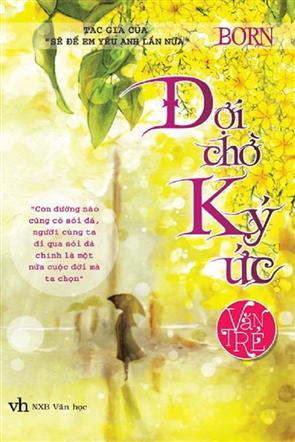 TÁC GIẢ CỦA
"SẼ ĐỂ EM YÊU ANH LẦN NỮA"
BORN
Đợi
chờ
Ký
ức
"Con đường nào
cũng có sỏi đá,
người cùng ta
đi qua sỏi đá
chính là một
nửa cuộc đời mà
ta chọn"
VĂN
TRẺ
vh NXB Văn học